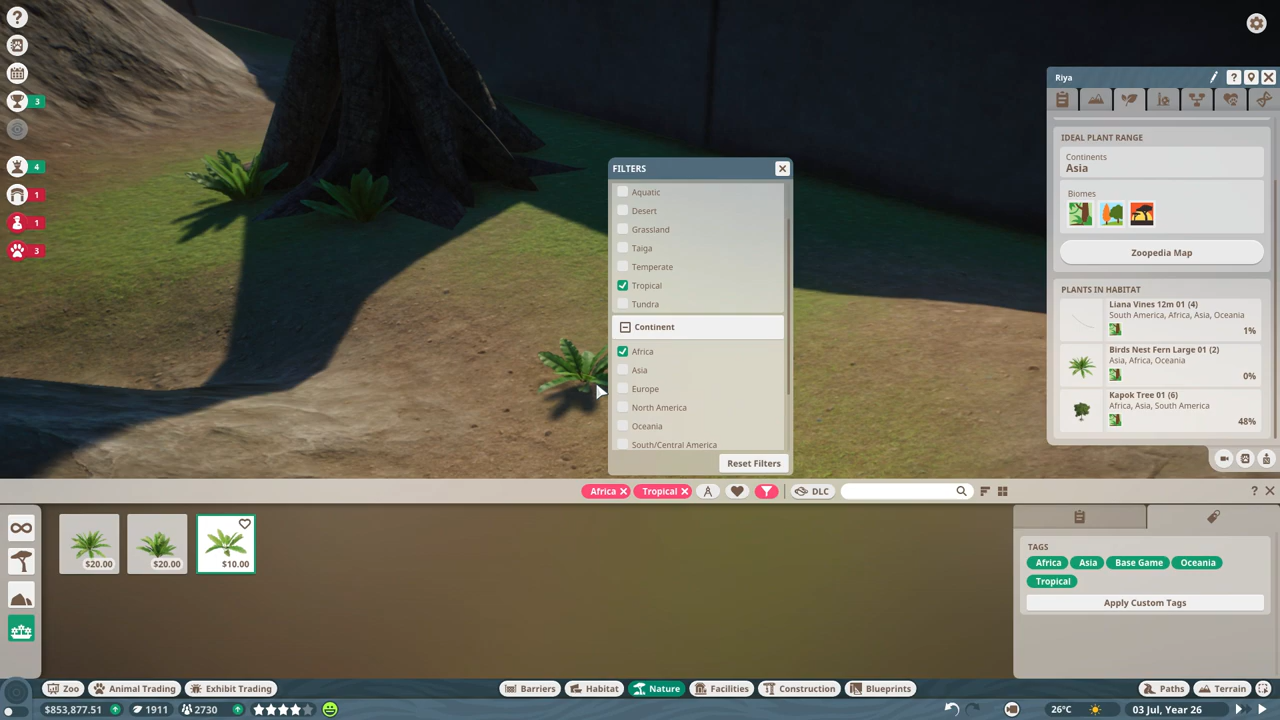 ?
3
4
1
1
3
FILTERS
Aquatic
Desert
Grassland
Taiga
Temperate
Tropical
Tundra
Continent
Africa
Asia
Europe
North America
Oceania
South/Central America
Reset Filters
Riya
?
IDEAL PLANT RANGE
Continents
Asia
Biomes
Zoopedia Map
PLANTS IN HABITAT
Liana Vines 12m 01 (4)
South America, Africa, Asia, Oceania
1%
Birds Nest Fern Large 01 (2)
Asia, Africa, Oceania
0%
Kapok Tree 01 (6)
Africa, Asia, South America
48%
Africa Tropical DLC ?
$20.00 $20.00 $10.00
TAGS
Africa Asia Base Game Oceania
Tropical
Apply Custom Tags
Zoo Animal Trading Exhibit Trading Barriers Habitat Nature Facilities Construction Blueprints Paths Terrain
$853,877.51 1911 2730 26°C 03 Jul, Year 26